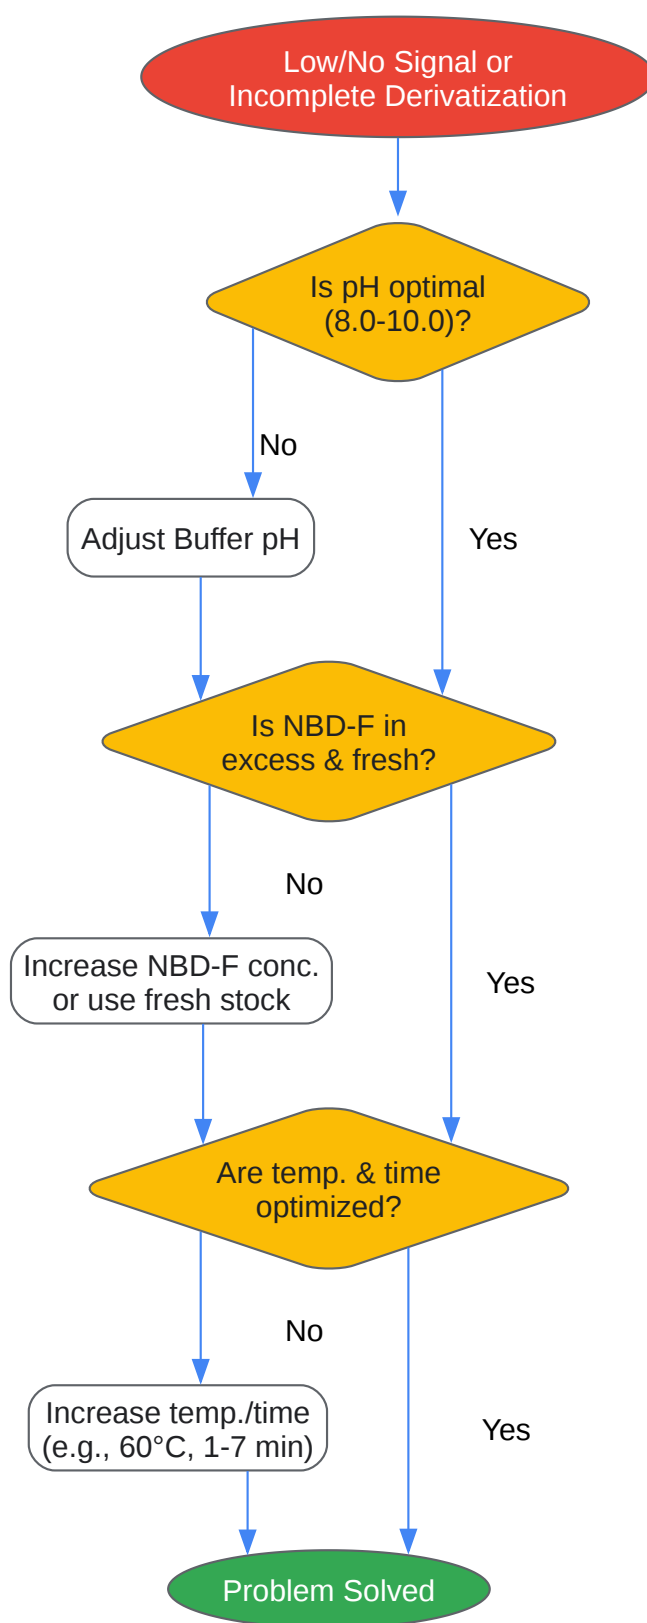 Low/No Signal or
Incomplete Derivatization
Is pH optimal
(8.0-10.0)?
No
Adjust Buffer pH
Yes
Is NBD-F in
excess & fresh?
No
Increase NBD-F conc.
or use fresh stock
Yes
Are temp. & time
optimized?
No
Increase temp./time
(e.g., 60°C, 1-7 min)
Yes
Problem Solved